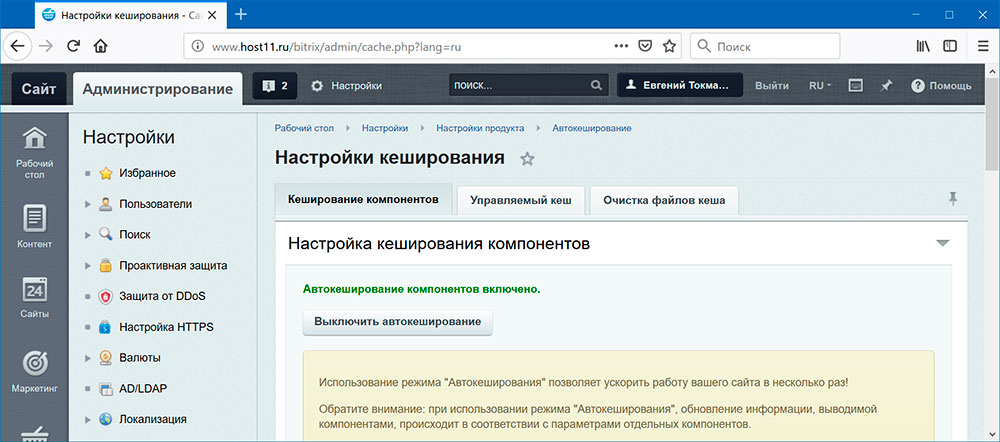 Настройки кеширования - Са
www.host11.ru/bitrix/admin/cache.php?lang=ru
Поиск
Сайт
Администрирование
2
Настройки
поиск...
Евгений Токма...
Выйти
RU
Помощь
Рабочий стол
Контент
24
Сайты
Маркетинг
Настройки
Избранное
Пользователи
Поиск
Проактивная защита
Защита от DDoS
Настройка HTTPS
Валюты
AD/LDAP
Локализация
Рабочий стол
Настройки
Настройки продукта
Автокеширование
Настройки кеширования
Кеширование компонентов
Управляемый кеш
Очистка файлов кеша
Настройка кеширования компонентов
Автокеширование компонентов включено.
Выключить автокеширование
Использование режима "Автокеширования" позволяет ускорить работу вашего сайта в несколько раз!
Обратите внимание: при использовании режима "Автокеширования", обновление информации, выводимой
компонентами, происходит в соответствии с параметрами отдельных компонентов.